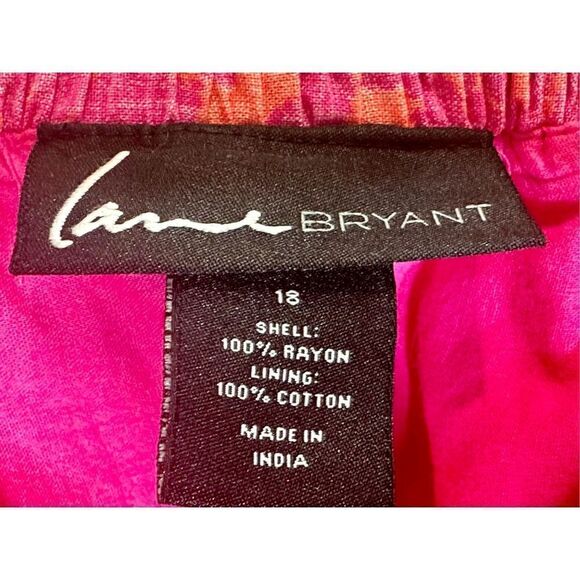 Lane BRYANT
18
SHELL:
100% RAYON
LINING:
100% COTTON
MADE IN
INDIA